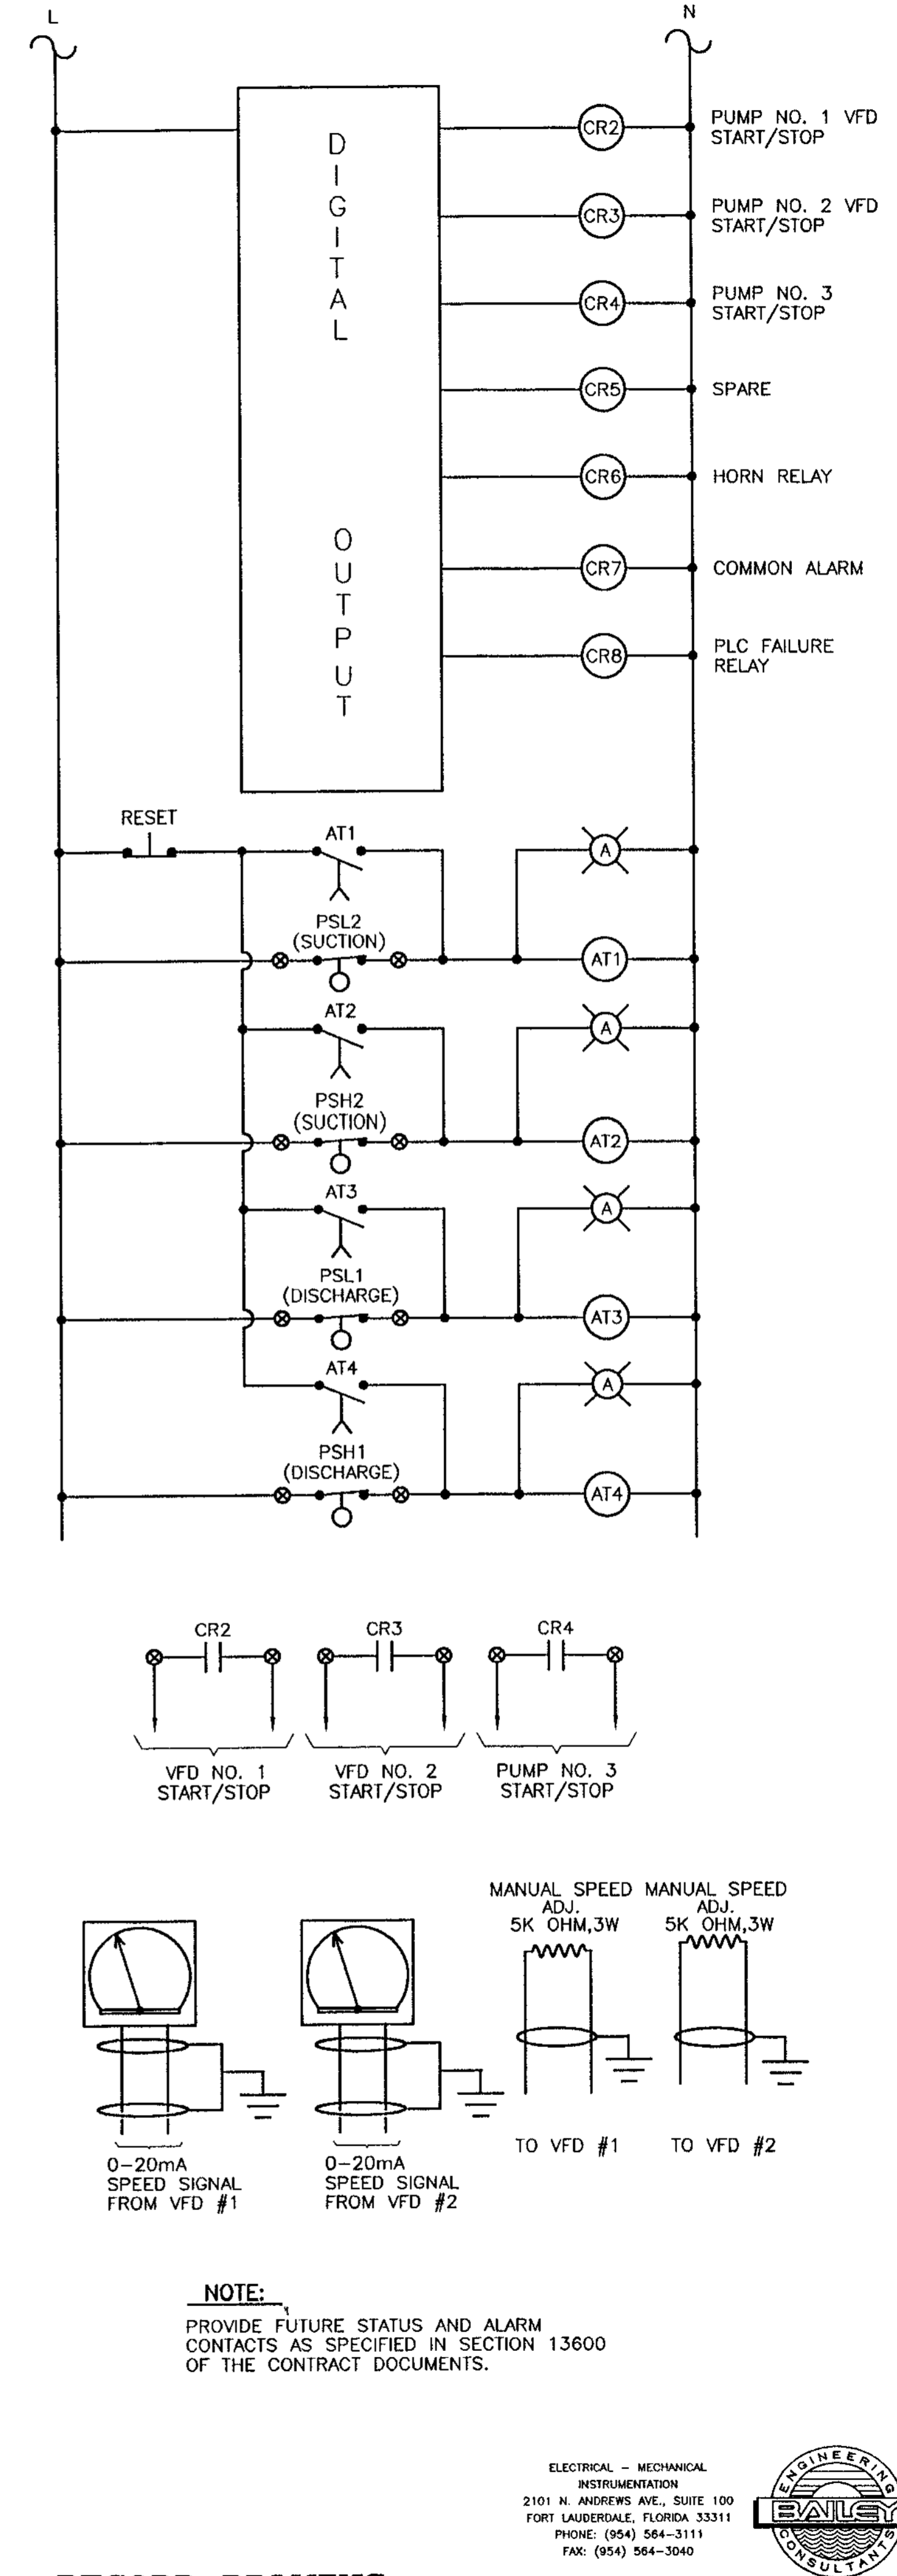 L
N
DIGITAL
OUTPUT
CR2
PUMP NO. 1 VFD
START/STOP
CR3
PUMP NO. 2 VFD
START/STOP
CR4
PUMP NO. 3
START/STOP
CR5
SPARE
CR6
HORN RELAY
CR7
COMMON ALARM
CR8
PLC FAILURE
RELAY
RESET
AT1
A
PSL2
(SUCTION)
AT1
AT2
A
PSH2
(SUCTION)
AT2
AT3
A
PSL1
(DISCHARGE)
AT3
AT4
A
PSH1
(DISCHARGE)
AT4
CR2
VFD NO. 1
START/STOP
CR3
VFD NO. 2
START/STOP
CR4
PUMP NO. 3
START/STOP
0-20mA
SPEED SIGNAL
FROM VFD #1
0-20mA
SPEED SIGNAL
FROM VFD #2
MANUAL SPEED
ADJ.
5K OHM,3W
TO VFD #1
MANUAL SPEED
ADJ.
5K OHM,3W
TO VFD #2
NOTE:
PROVIDE FUTURE STATUS AND ALARM
CONTACTS AS SPECIFIED IN SECTION 13600
OF THE CONTRACT DOCUMENTS.
ELECTRICAL – MECHANICAL
INSTRUMENTATION
2101 N. ANDREWS AVE., SUITE 100
FORT LAUDERDALE, FLORIDA 33311
PHONE: (954) 564-3111
FAX: (954) 564-3040
ENGINEERING
BAILEY
CONSULTANTS